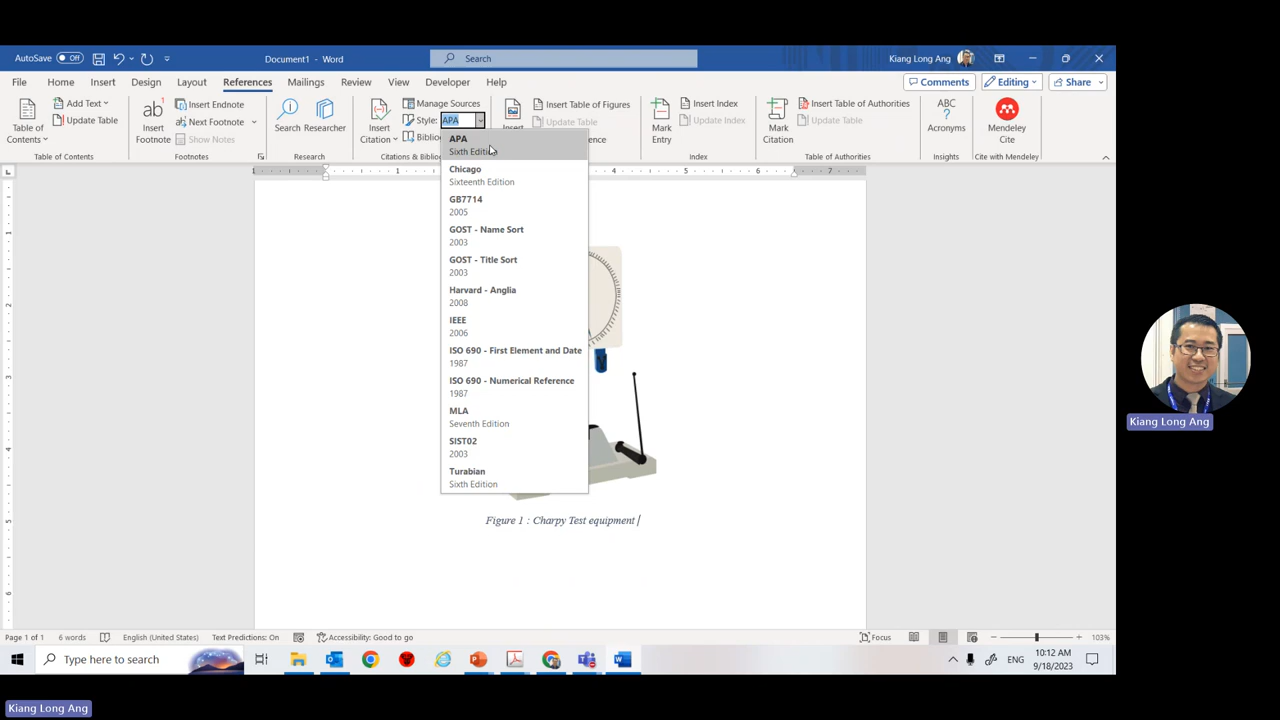 AutoSave Off Document1 - Word Search Kiang Long Ang
File Home Insert Design Layout References Mailings Review View Developer Help Comments Editing Share
Table of Contents
Add Text
Update Table
Table of Contents
ab
Insert Footnote
Insert Endnote
Next Footnote
Show Notes
Footnotes
Search
Researcher
Research
Insert Citation
Manage Sources
Style: APA
Citations & Bibl
Insert
Insert Table of Figures
Update Table
Mark Entry
Insert Index
Update Index
Index
Mark Citation
Insert Table of Authorities
Update Table
Table of Authorities
ABC
Acronyms
Insights
Mendeley Cite
Cite with Mendeley
APA
Sixth Edition
Chicago
Sixteenth Edition
GB7714
2005
GOST - Name Sort
2003
GOST - Title Sort
2003
Harvard - Anglia
2008
IEEE
2006
ISO 690 - First Element and Date
1987
ISO 690 - Numerical Reference
1987
MLA
Seventh Edition
SIST02
2003
Turabian
Sixth Edition
Figure 1 : Charpy Test equipment
Kiang Long Ang
Page 1 of 1 6 words English (United States) Text Predictions: On Accessibility: Good to go Focus 103%
Type here to search ENG 10:12 AM
9/18/2023
Kiang Long Ang